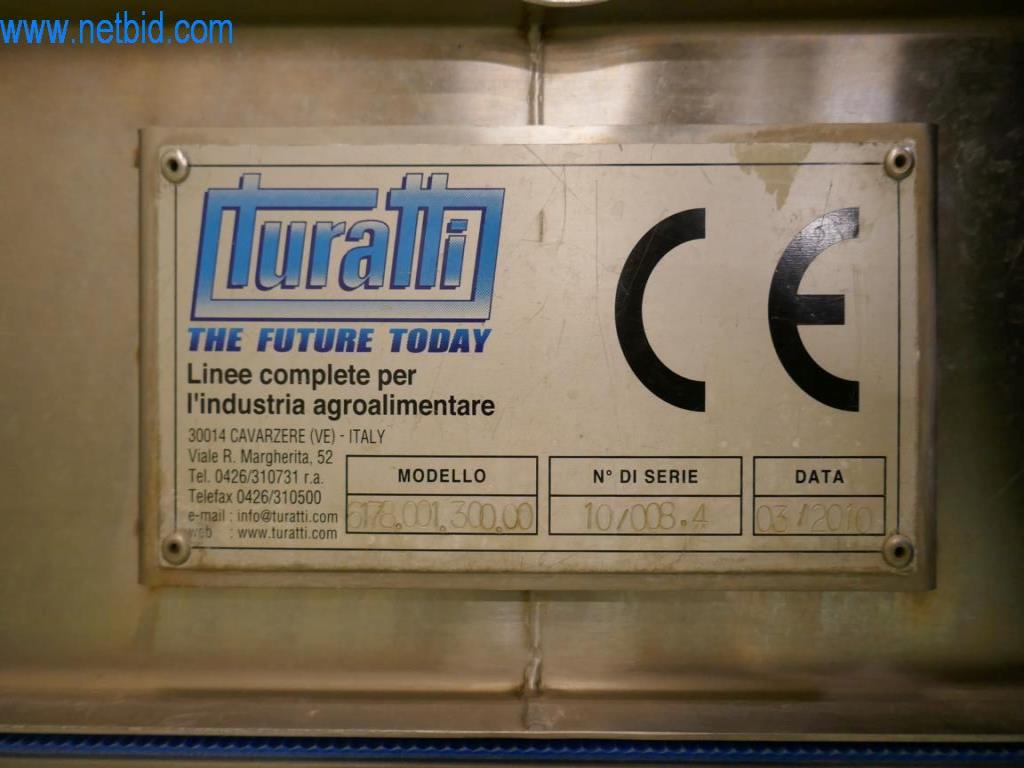 www.netbid.com
turatti
CE
THE FUTURE TODAY
Linee complete per
l'industria agroalimentare
30014 CAVARZERE (VE) - ITALY
Viale R. Margherita, 52
Tel. 0426/310731 r.a.
Telefax 0426/310500
e-mail : info@turatti.com
web : www.turatti.com
MODELLO N° DI SERIE DATA
6178.001.300.00 10/008.4 03/2010